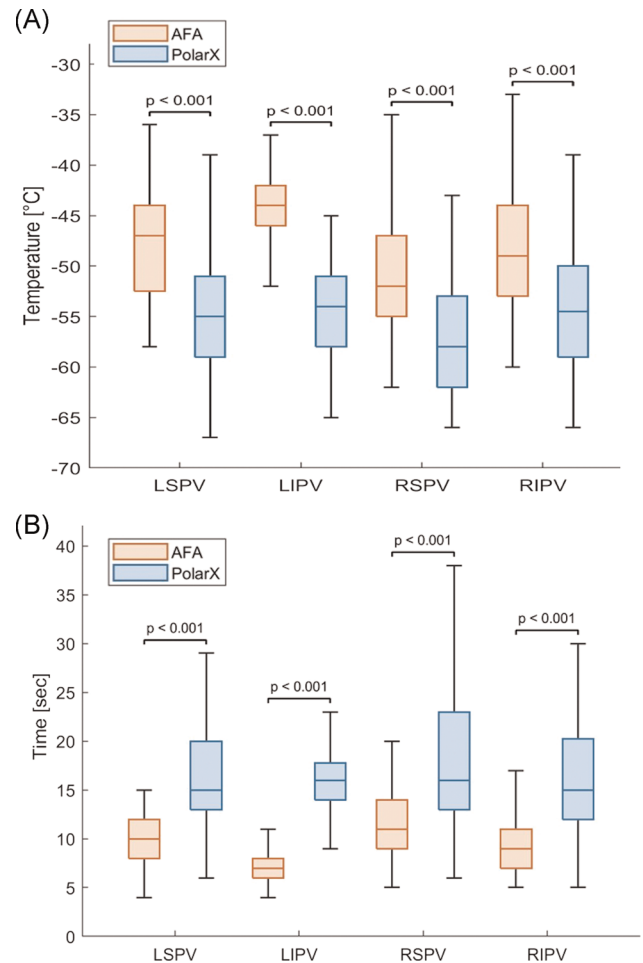 (A)
AFA
PolarX
p < 0.001
p < 0.001
p < 0.001
p < 0.001
Temperature [°C]
-30
-35
-40
-45
-50
-55
-60
-65
-70
LSPV LIPV RSPV RIPV
(B)
AFA
PolarX
p < 0.001
p < 0.001
p < 0.001
p < 0.001
Time [sec]
40
35
30
25
20
15
10
5
0
LSPV LIPV RSPV RIPV